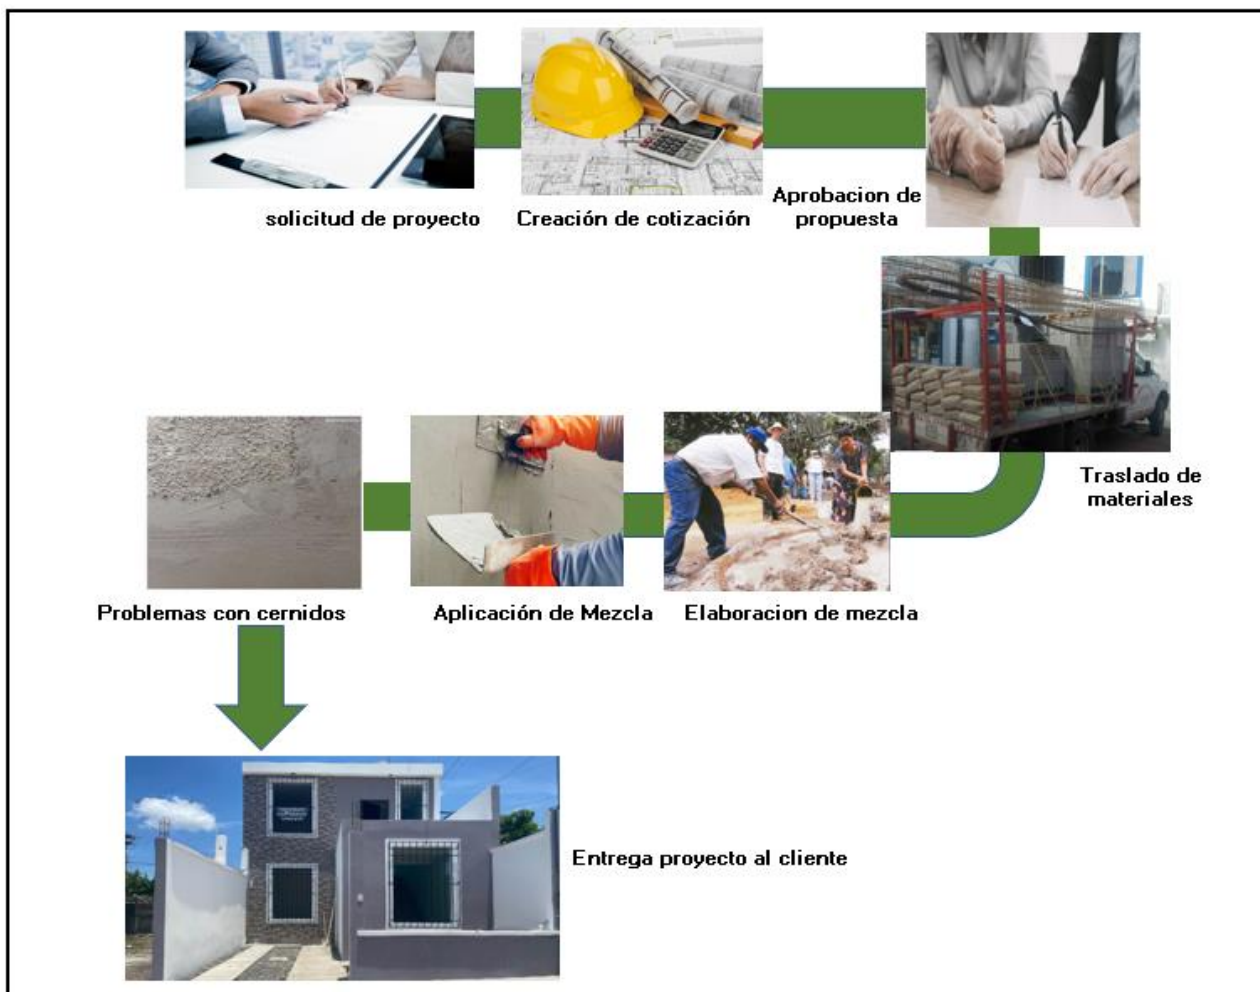 solicitud de proyecto
Creación de cotización
Aprobacion de
propuesta
Traslado de
materiales
Problemas con cernidos
Aplicación de Mezcla
Elaboracion de mezcla
Entrega proyecto al cliente